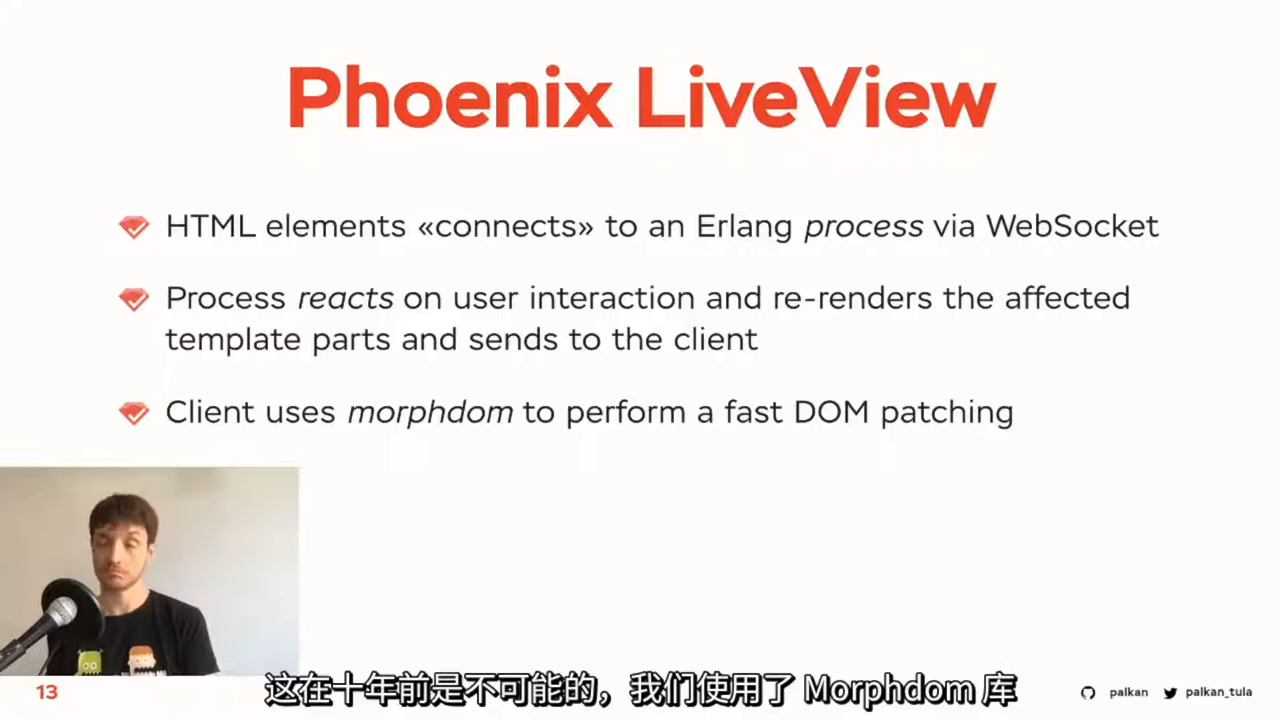 Phoenix LiveView
HTML elements «connects» to an Erlang process via WebSocket
Process reacts on user interaction and re-renders the affected
template parts and sends to the client
Client uses morphdom to perform a fast DOM patching
这在十年前是不可能的，我们使用了 Morphdom 库
13
palkan
palkan_tula